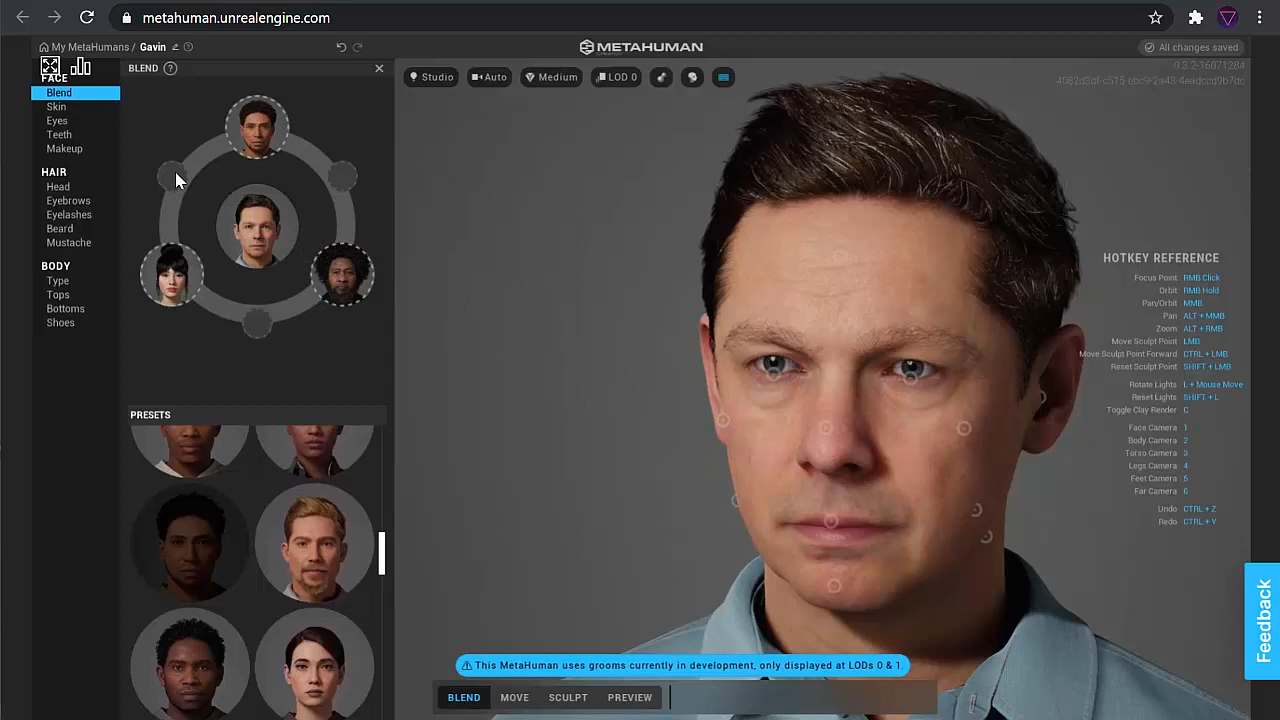 metahuman.unrealengine.com
My MetaHumans / Gavin
METAHUMAN
All changes saved
FACE
Blend
Skin
Eyes
Teeth
Makeup
HAIR
Head
Eyebrows
Eyelashes
Beard
Mustache
BODY
Type
Tops
Bottoms
Shoes
BLEND
PRESETS
Studio
Auto
Medium
LOD 0
0.3.2-16071284
HOTKEY REFERENCE
Focus Point RMB Click
Orbit RMB Hold
Pan/Orbit MMB
Pan ALT + MMB
Zoom ALT + RMB
Move Sculpt Point LMB
Move Sculpt Point Forward CTRL + LMB
Reset Sculpt Point SHIFT + LMB
Rotate Lights L + Mouse Move
Reset Lights SHIFT + L
Toggle Clay Render C
Face Camera 1
Body Camera 2
Torso Camera 3
Legs Camera 4
Feet Camera 5
Far Camera 6
Undo CTRL + Z
Redo CTRL + Y
Feedback
This MetaHuman uses grooms currently in development, only displayed at LODs 0 & 1.
BLEND
MOVE
SCULPT
PREVIEW